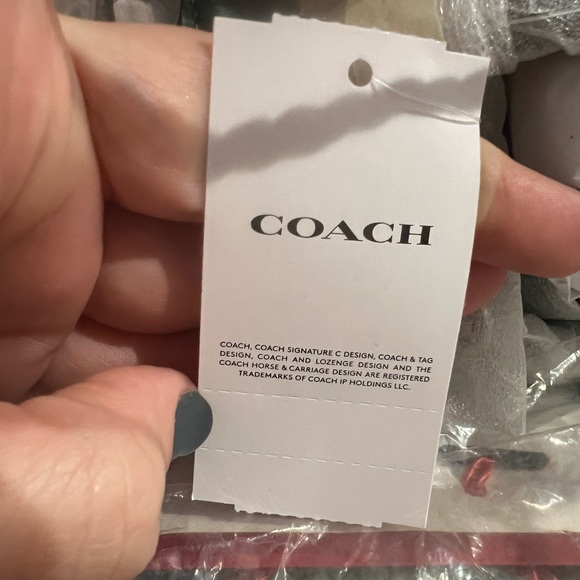 COACH
COACH, COACH SIGNATURE C DESIGN, COACH & TAG
DESIGN, COACH AND LOZENGE DESIGN AND THE
COACH HORSE & CARRIAGE DESIGN ARE REGISTERED
TRADEMARKS OF COACH IP HOLDINGS LLC.